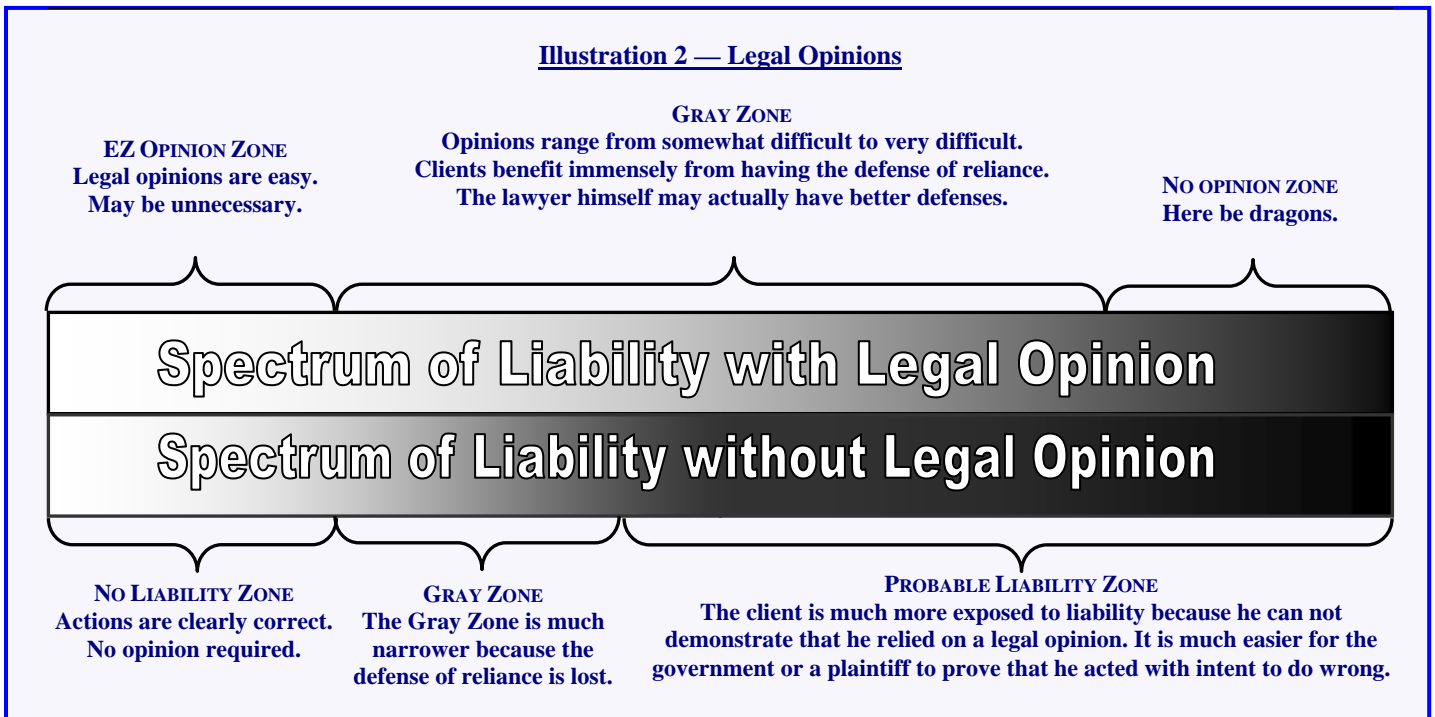 Illustration 2 — Legal Opinions
GRAY ZONE
Opinions range from somewhat difficult to very difficult.
Clients benefit immensely from having the defense of reliance.
The lawyer himself may actually have better defenses.
EZ OPINION ZONE
Legal opinions are easy.
May be unnecessary.
NO OPINION ZONE
Here be dragons.
Spectrum of Liability with Legal Opinion
Spectrum of Liability without Legal Opinion
NO LIABILITY ZONE
Actions are clearly correct.
No opinion required.
GRAY ZONE
The Gray Zone is much
narrower because the
defense of reliance is lost.
PROBABLE LIABILITY ZONE
The client is much more exposed to liability because he can not
demonstrate that he relied on a legal opinion. It is much easier for the
government or a plaintiff to prove that he acted with intent to do wrong.